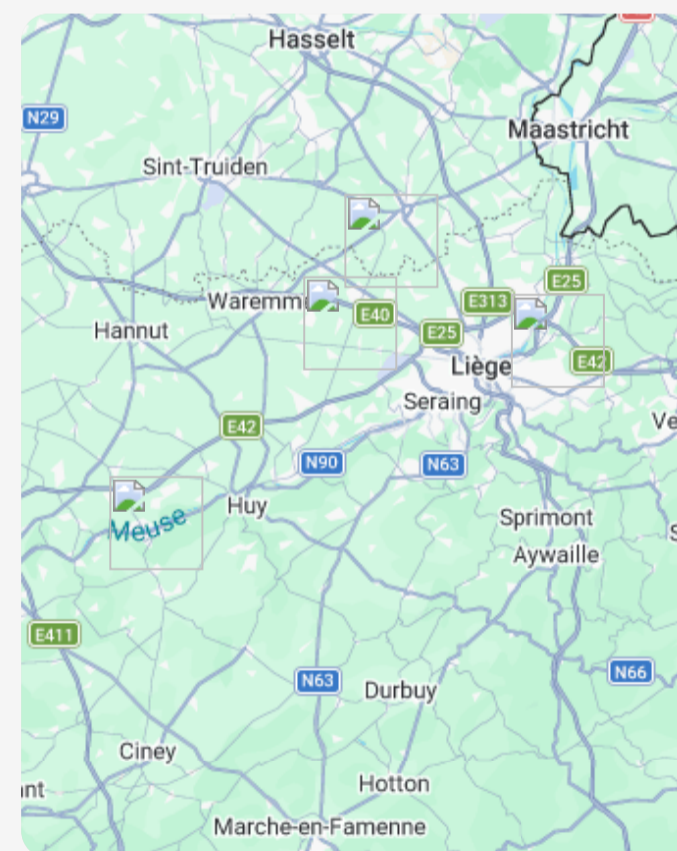 Hasselt
N29
Maastricht
Sint-Truiden
E25
Waremm
E313
E40
Hannut
E25
Liège
E42
Seraing
Ve
E42
N90
N63
Huy
Meuse
Sprimont
S
Aywaille
E411
N63
Durbuy
N66
Ciney
Hotton
nt
Marche-en-Famenne